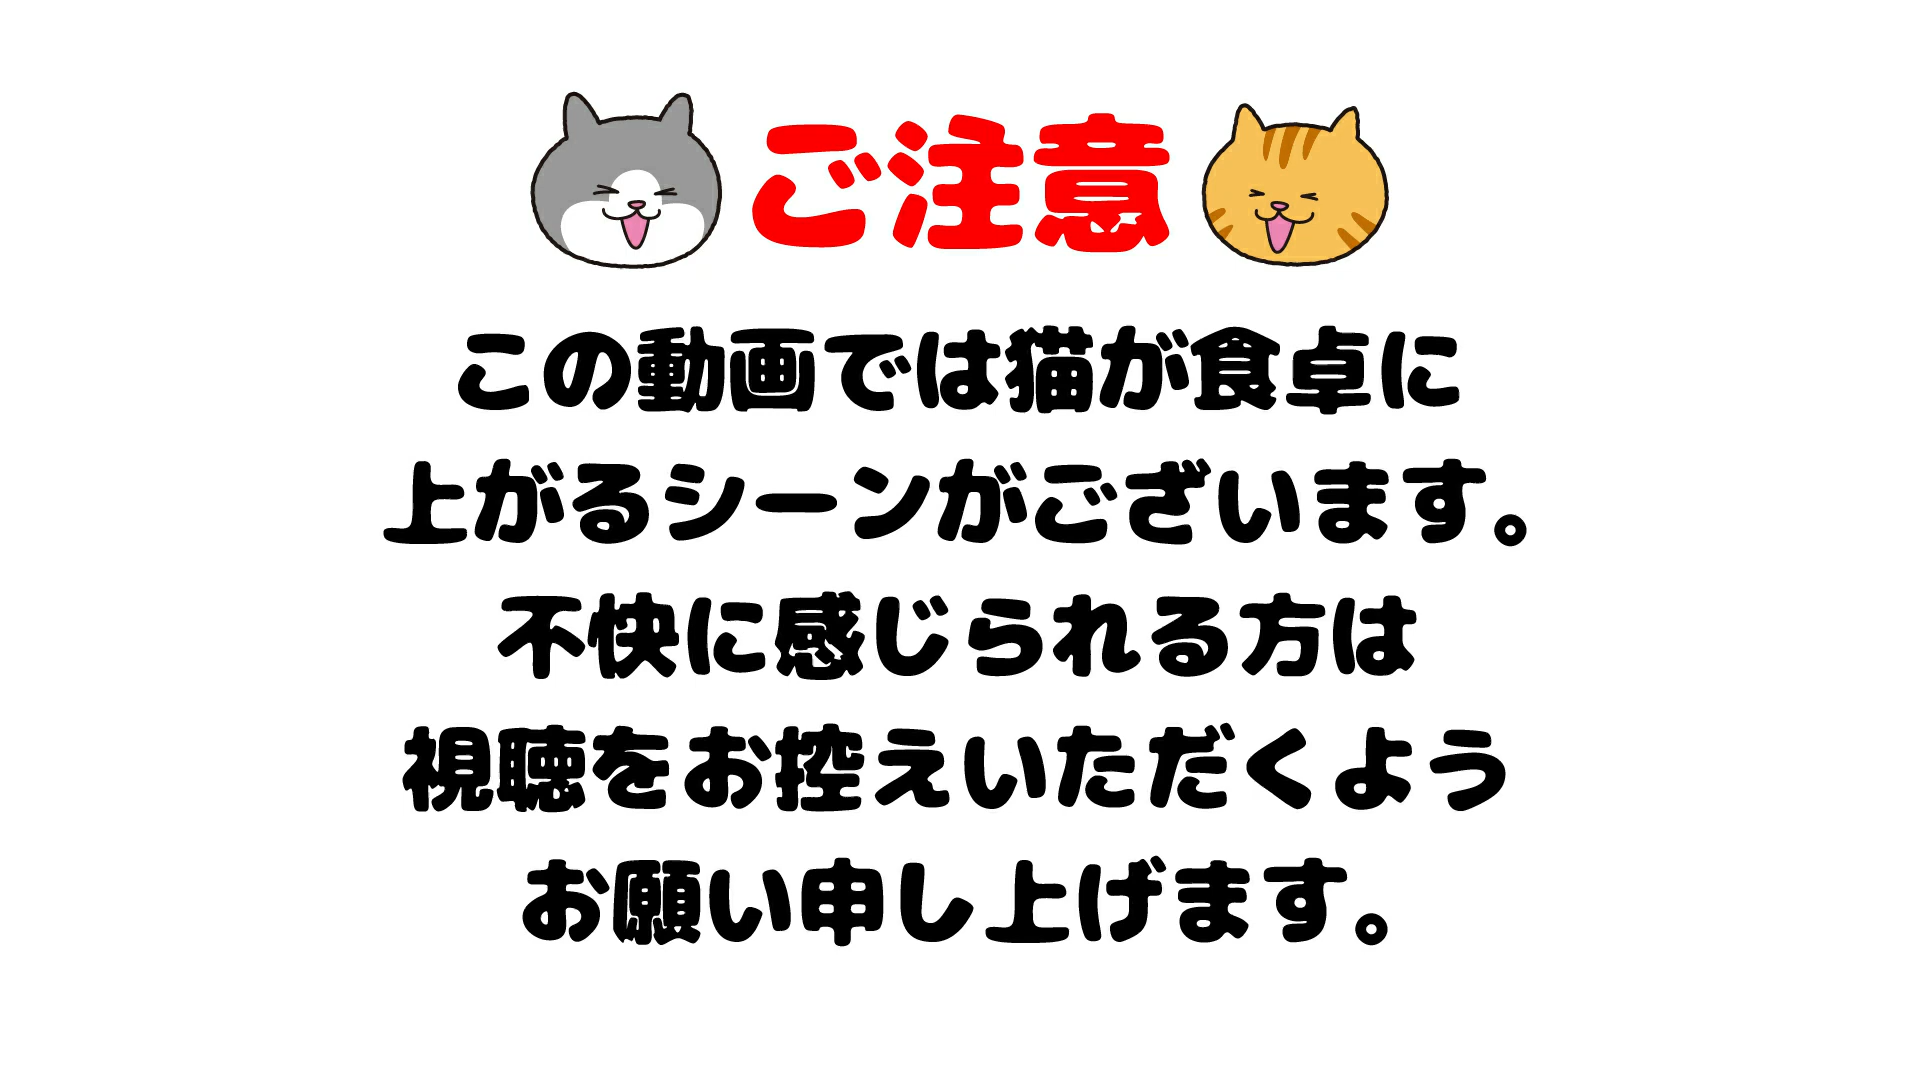 ご注意
この動画では猫が食卓に
上がるシーンがございます。
不快に感じられる方は
視聴をお控えいただくよう
お願い申し上げます。